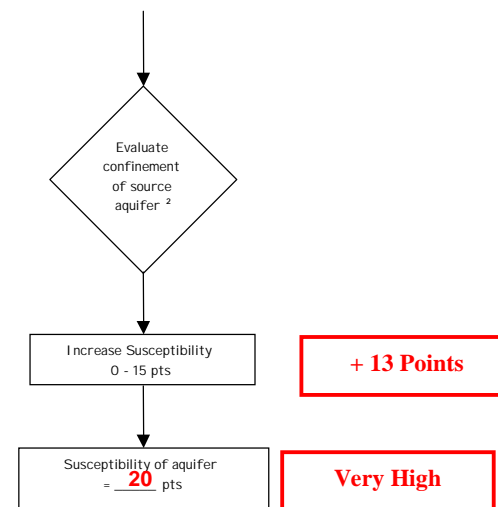 Evaluate
confinement
of source
aquifer ²
Increase Susceptibility
0 - 15 pts
+ 13 Points
Susceptibility of aquifer
= 20 pts
Very High